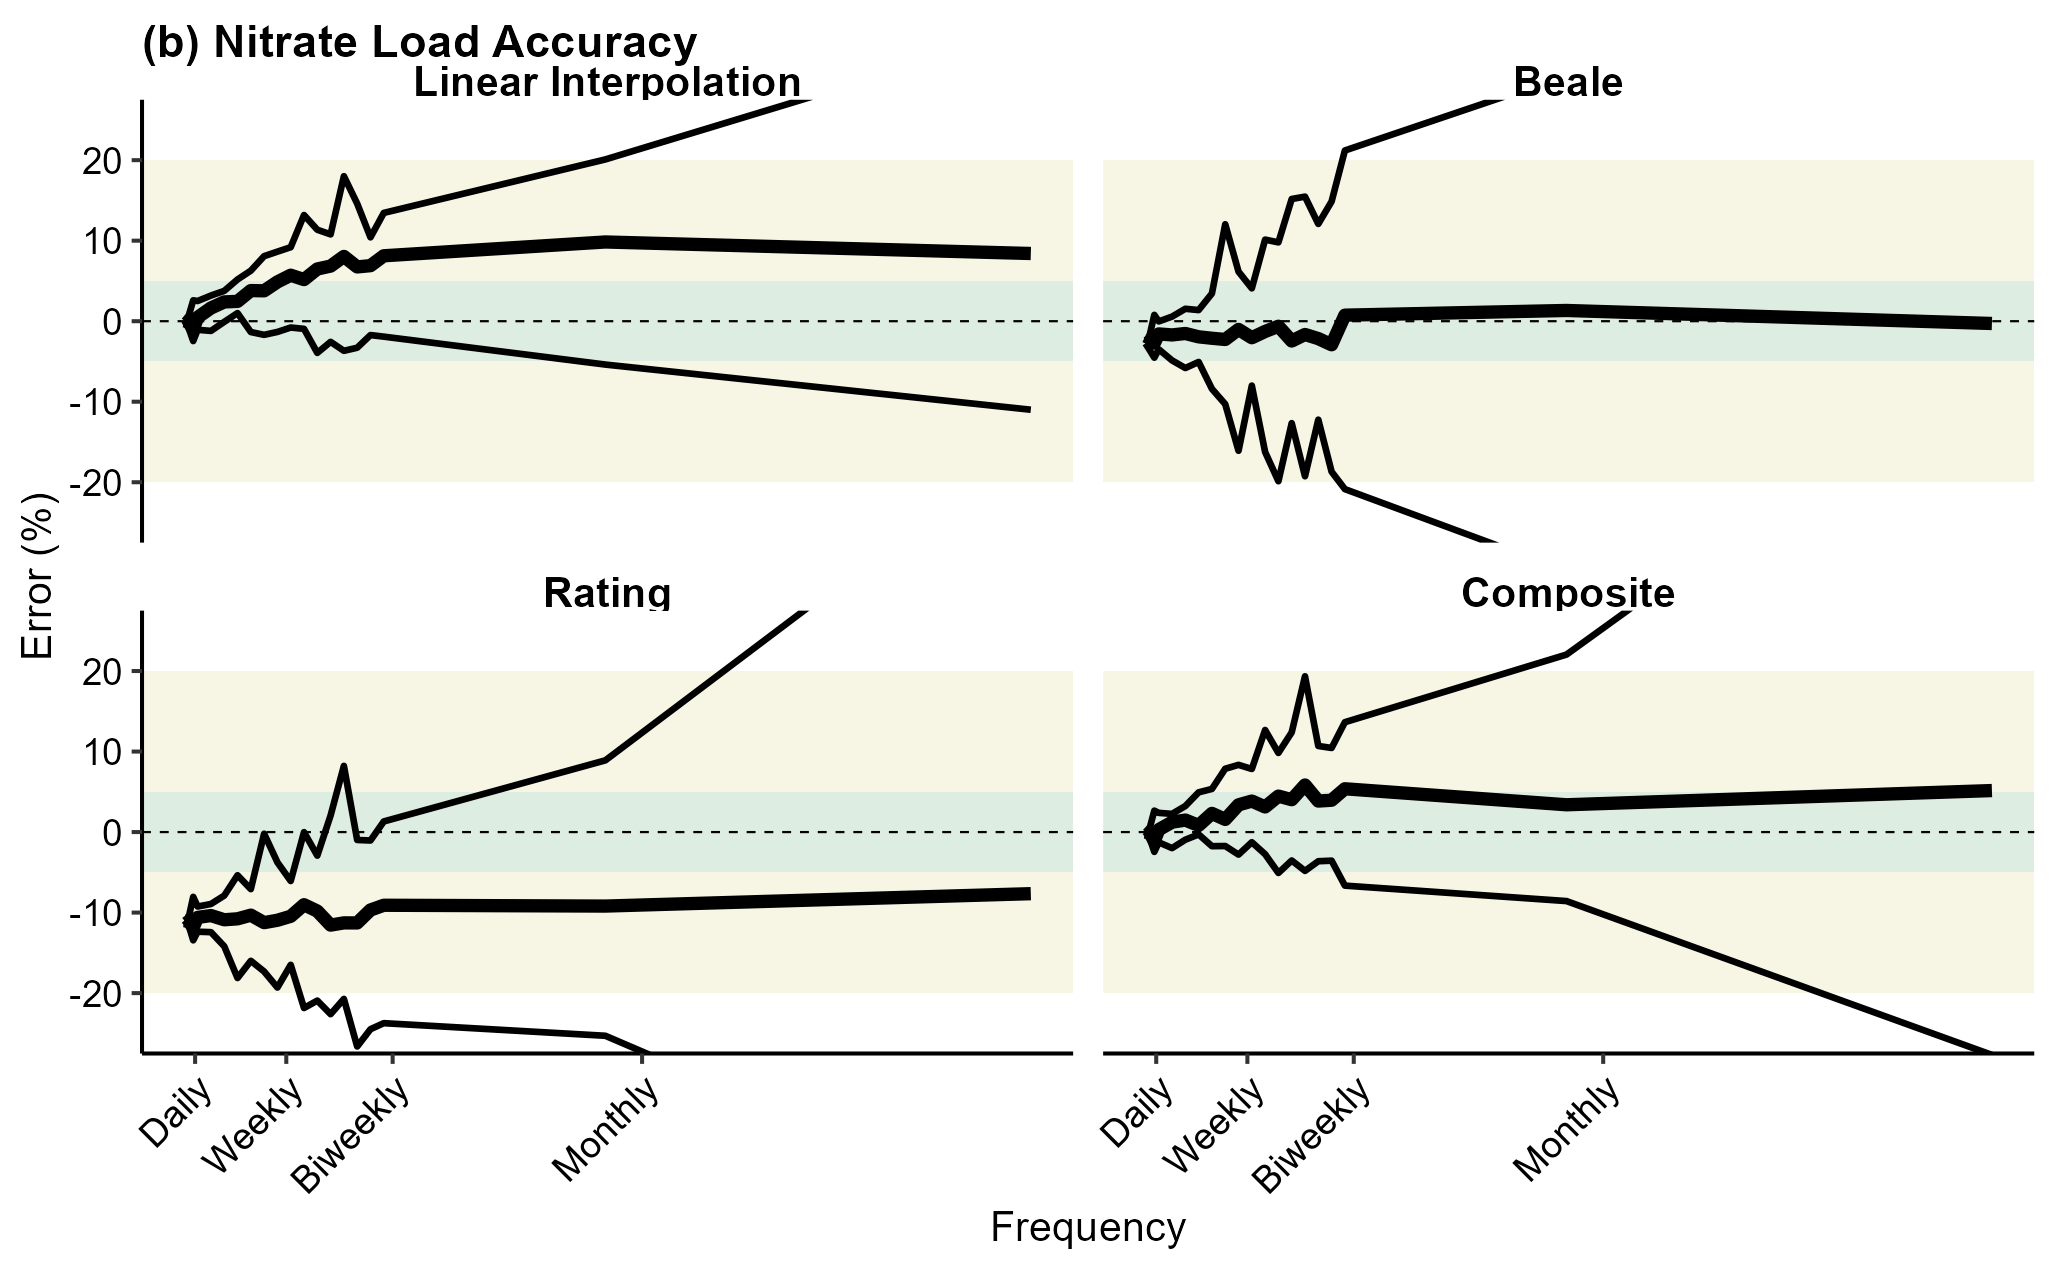 (b) Nitrate Load Accuracy
Linear Interpolation
Beale
20
10
0
-10
-20
Error (%)
Rating
Composite
20
10
0
-10
-20
Daily
Weekly
Biweekly
Monthly
Daily
Weekly
Biweekly
Monthly
Frequency